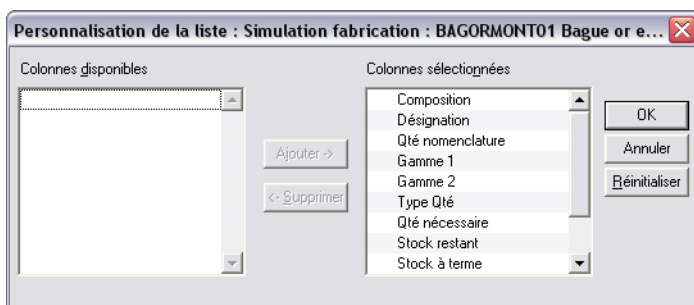 Personnalisation de la liste : Simulation fabrication : BAGORMONT01 Bague or e...
Colonnes disponibles
Colonnes sélectionnées
Composition
Désignation
Qté nomenclature
Gamme 1
Gamme 2
Type Qté
Qté nécessaire
Stock restant
Stock à terme
Ajouter ->
<- Supprimer
OK
Annuler
Réinitialiser